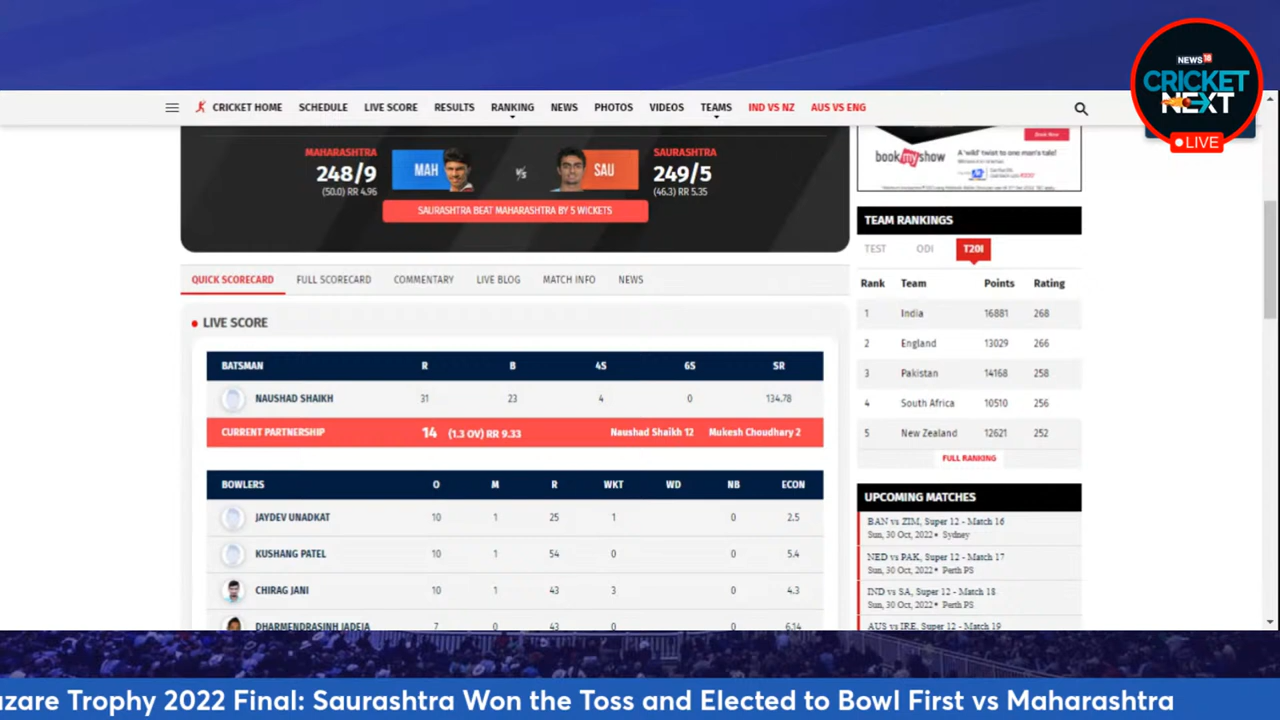 NEWS18
CRICKET
NEXT
LIVE
CRICKET HOME SCHEDULE LIVE SCORE RESULTS RANKING NEWS PHOTOS VIDEOS TEAMS IND VS NZ AUS VS ENG
MAHARASHTRA
248/9
(50.0) RR 4.96
MAH
VS
SAU
SAURASHTRA
249/5
(46.3) RR 5.35
SAURASHTRA BEAT MAHARASHTRA BY 5 WICKETS
Book Now
bookmyshow
A 'wild' twist to one man's tale!
QUICK SCORECARD FULL SCORECARD COMMENTARY LIVE BLOG MATCH INFO NEWS
LIVE SCORE
BATSMAN R B 4S 6S SR
NAUSHAD SHAIKH 31 23 4 0 134.78
CURRENT PARTNERSHIP 14 (1.3 OV) RR 9.33 Naushad Shaikh 12 Mukesh Choudhary 2
BOWLERS O M R WKT WD NB ECON
JAYDEV UNADKAT 10 1 25 1 0 2.5
KUSHANG PATEL 10 1 54 0 0 5.4
CHIRAG JANI 10 1 43 3 0 4.3
DHARMENDRASINH JADEJA 7 0 43 0 0 6.14
TEAM RANKINGS
TEST ODI T20I
Rank Team Points Rating
1 India 16881 268
2 England 13029 266
3 Pakistan 14168 258
4 South Africa 10510 256
5 New Zealand 12621 252
FULL RANKING
UPCOMING MATCHES
BAN vs ZIM, Super 12 - Match 16
Sun, 30 Oct, 2022• Sydney
NED vs PAK, Super 12 - Match 17
Sun, 30 Oct, 2022• Perth PS
IND vs SA, Super 12 - Match 18
Sun, 30 Oct, 2022• Perth PS
AUS vs IRE, Super 12 - Match 19
azare Trophy 2022 Final: Saurashtra Won the Toss and Elected to Bowl First vs Maharashtra